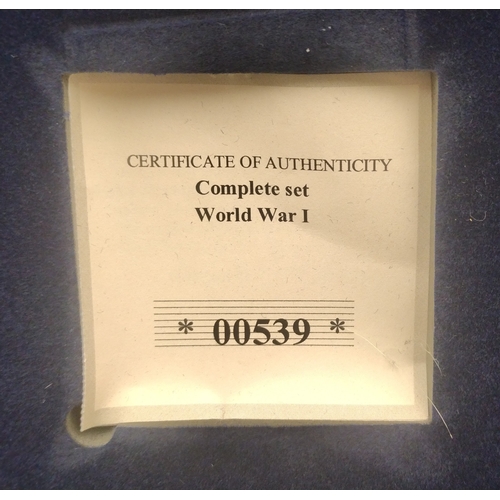 CERTIFICATE OF AUTHENTICITY
Complete set
World War I
* 00539 *